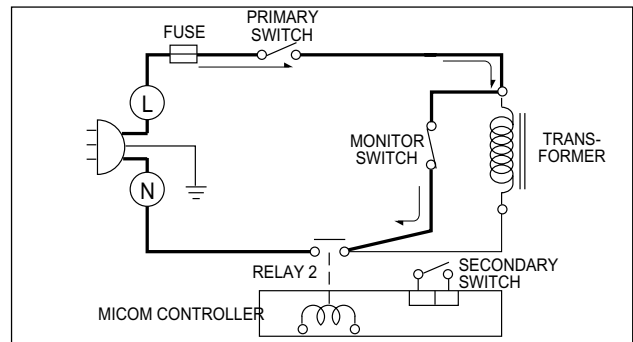 PRIMARY
SWITCH
FUSE
L
MONITOR
SWITCH
TRANS-
FORMER
N
RELAY 2
SECONDARY
SWITCH
MICOM CONTROLLER